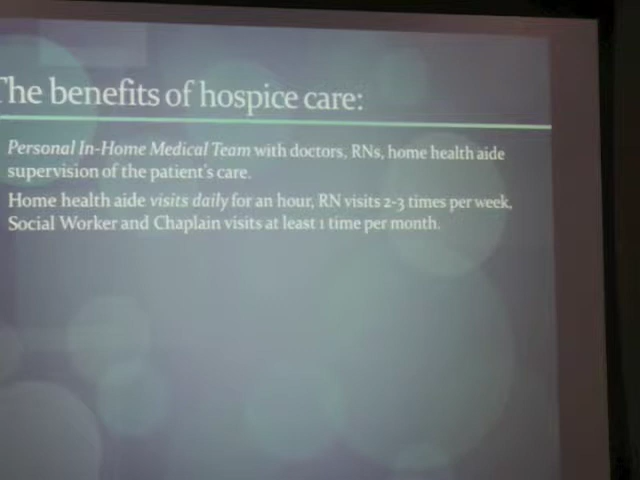 The benefits of hospice care:
Personal In-Home Medical Team with doctors, RNs, home health aide
supervision of the patient's care.
Home health aide visits daily for an hour, RN visits 2-3 times per week,
Social Worker and Chaplain visits at least 1 time per month.